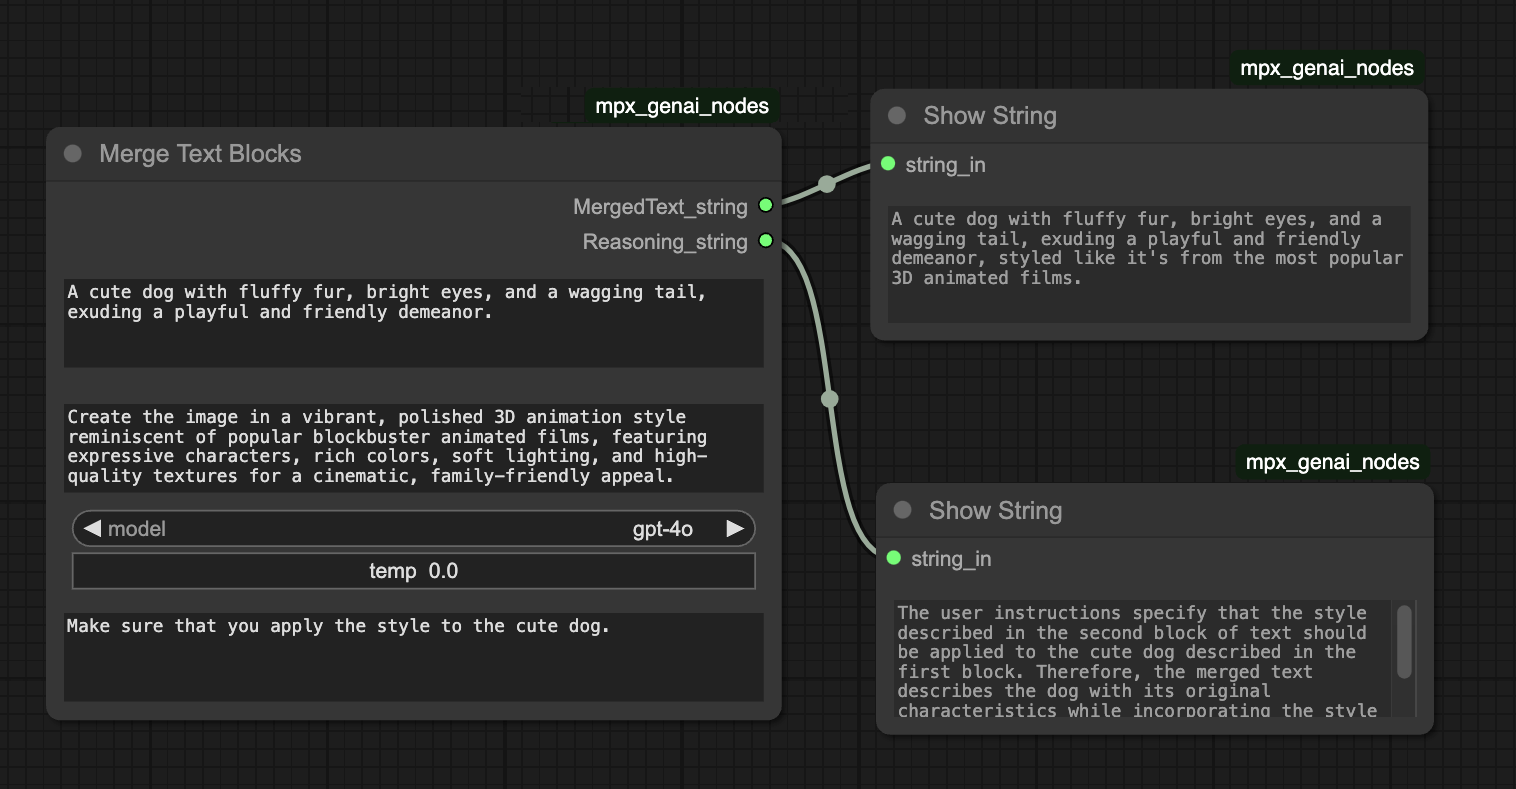 mpx_genai_nodes
Merge Text Blocks
MergedText_string
Reasoning_string
A cute dog with fluffy fur, bright eyes, and a wagging tail,
exuding a playful and friendly demeanor.
Create the image in a vibrant, polished 3D animation style
reminiscent of popular blockbuster animated films, featuring
expressive characters, rich colors, soft lighting, and high-
quality textures for a cinematic, family-friendly appeal.
model gpt-4o
temp 0.0
Make sure that you apply the style to the cute dog.
mpx_genai_nodes
Show String
string_in
A cute dog with fluffy fur, bright eyes, and a
wagging tail, exuding a playful and friendly
demeanor, styled like it's from the most popular
3D animated films.
mpx_genai_nodes
Show String
string_in
The user instructions specify that the style
described in the second block of text should
be applied to the cute dog described in the
first block. Therefore, the merged text
describes the dog with its original
characteristics while incorporating the style